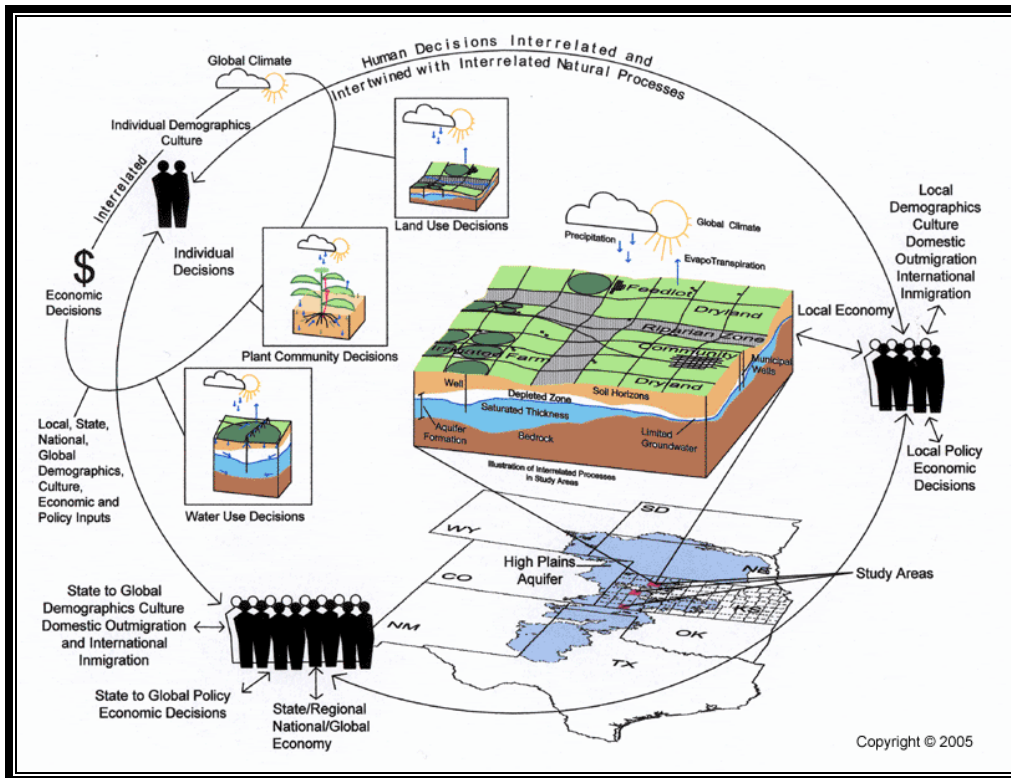 Human Decisions Interrelated and
Intertwined with Interrelated Natural Processes
Global Climate
Individual Demographics
Culture
Interrelated
Individual
Decisions
$
Economic
Decisions
Land Use Decisions
Plant Community Decisions
Water Use Decisions
Local, State,
National,
Global
Demographics,
Culture,
Economic and
Policy Inputs
Precipitation
Global Climate
EvapoTranspiration
Feedlot
Dryland
Riparian Zone
Community
Farm
Dryland
Municipal
Wells
Well
Depleted Zone
Soil Horizons
Saturated Thickness
Aquifer
Formation
Bedrock
Limited
Groundwater
Illustration of Interrelated Processes
in Study Areas
Local
Demographics
Culture
Domestic
Outmigration
International
Inmigration
Local Economy
Local Policy
Economic
Decisions
WY
SD
NE
CO
KS
NM
OK
TX
High Plains
Aquifer
Study Areas
State to Global
Demographics Culture
Domestic Outmigration
and International
Inmigration
State to Global Policy
Economic Decisions
State/Regional
National/Global
Economy
Copyright © 2005